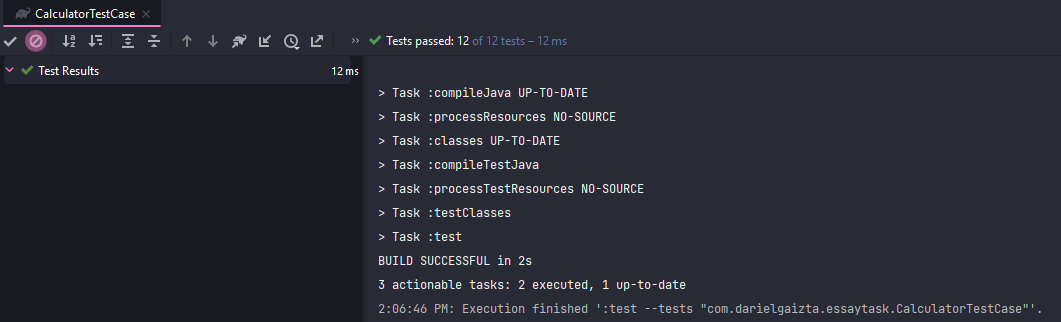 CalculatorTestCase
Tests passed: 12 of 12 tests – 12 ms
Test Results 12 ms
> Task :compileJava UP-TO-DATE
> Task :processResources NO-SOURCE
> Task :classes UP-TO-DATE
> Task :compileTestJava
> Task :processTestResources NO-SOURCE
> Task :testClasses
> Task :test
BUILD SUCCESSFUL in 2s
3 actionable tasks: 2 executed, 1 up-to-date
2:06:46 PM: Execution finished ':test --tests "com.darielgaizta.essaytask.CalculatorTestCase"'.